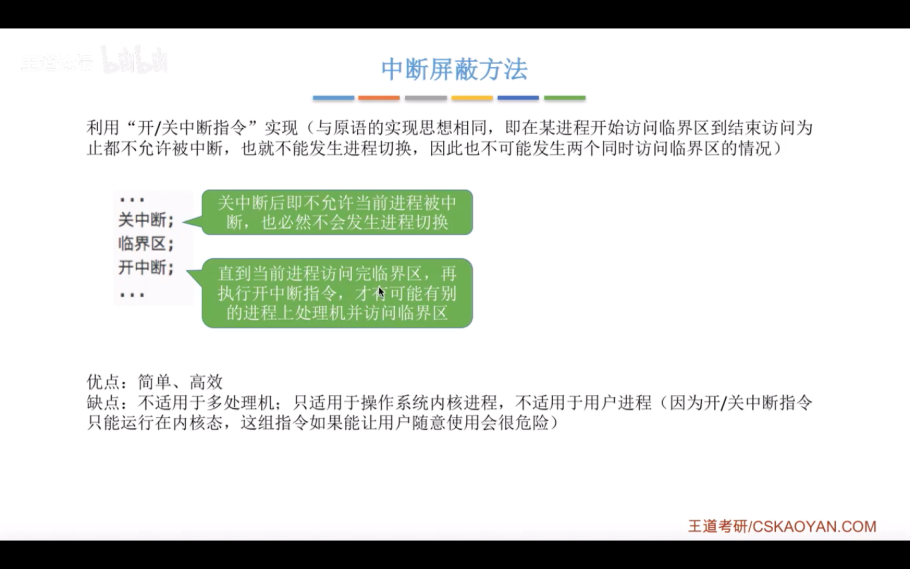 中断屏蔽方法
利用“开/关中断指令”实现（与原语的实现思想相同，即在某进程开始访问临界区到结束访问为
止都不允许被中断，也就不能发生进程切换，因此也不可能发生两个同时访问临界区的情况）
...
关中断;
临界区;
开中断;
...
关中断后即不允许当前进程被中
断，也必然不会发生进程切换
直到当前进程访问完临界区，再
执行开中断指令，才有可能有别
的进程上处理机并访问临界区
优点：简单、高效
缺点：不适用于多处理机；只适用于操作系统内核进程，不适用于用户进程（因为开/关中断指令
只能运行在内核态，这组指令如果能让用户随意使用会很危险）
王道考研/CSKAOYAN.COM